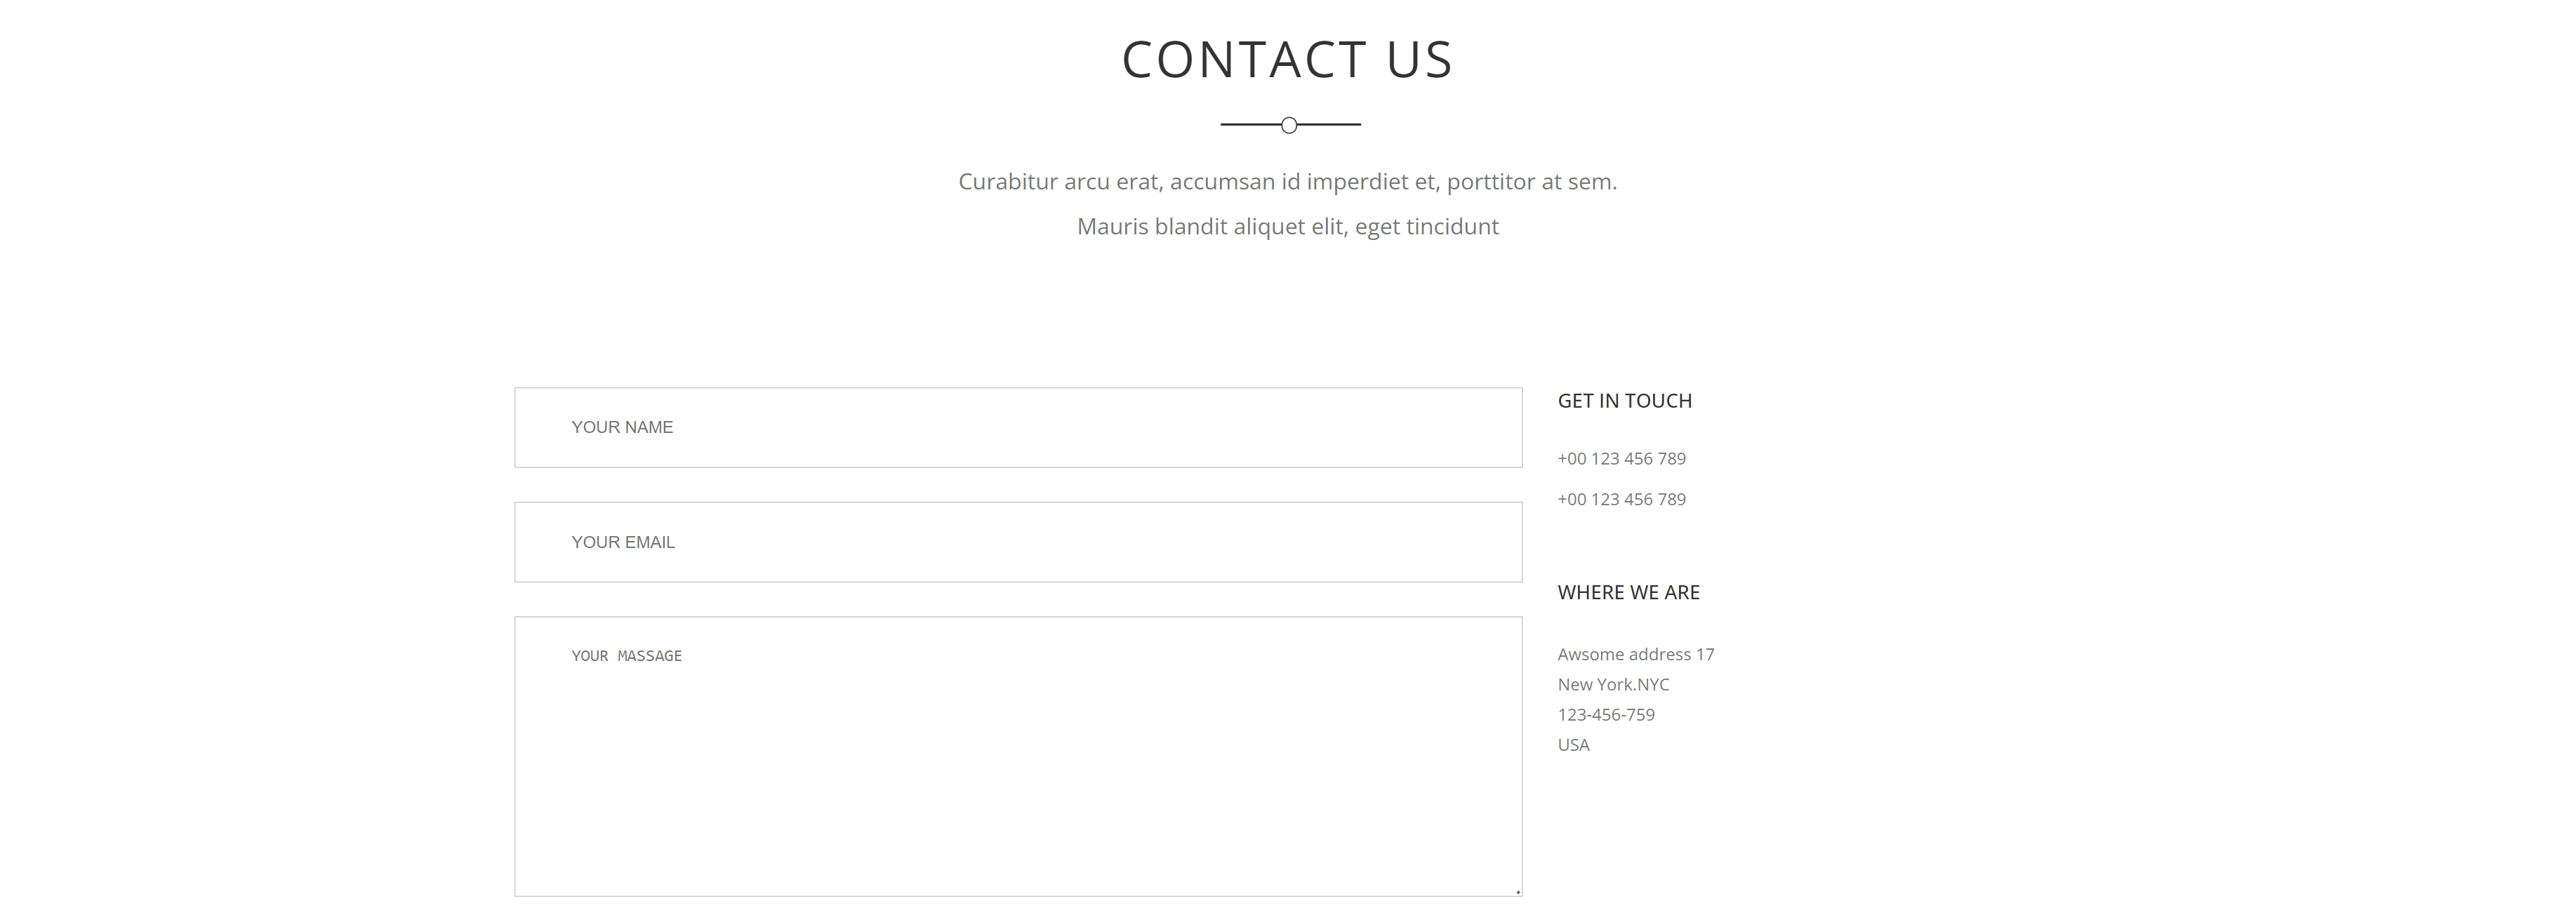 CONTACT US
Curabitur arcu erat, accumsan id imperdiet et, porttitor at sem.
Mauris blandit aliquet elit, eget tincidunt
YOUR NAME
YOUR EMAIL
YOUR MASSAGE
GET IN TOUCH
+00 123 456 789
+00 123 456 789
WHERE WE ARE
Awsome address 17
New York.NYC
123-456-759
USA